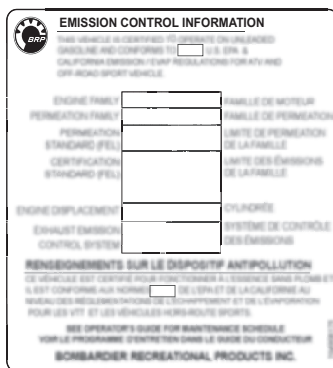 BRP
EMISSION CONTROL INFORMATION
THIS VEHICLE IS CERTIFIED TO OPERATE ON UNLEADED
GASOLINE AND CONFORMS TO U.S. EPA &
CALIFORNIA EMISSION / EVAP REGULATIONS FOR ATV AND
OFF-ROAD SPORT VEHICLE.
ENGINE FAMILY FAMILLE DE MOTEUR
PERMEATION FAMILY FAMILLE DE PERMEATION
PERMEATION LIMITE DE PERMEATION
STANDARD (FEL) DE LA FAMILLE
CERTIFICATION LIMITE DES ÉMISSIONS
STANDARD (FEL) DE LA FAMILLE
ENGINE DISPLACEMENT CYLINDRÉE
EXHAUST EMISSION SYSTÈME DE CONTRÔLE
CONTROL SYSTEM DES ÉMISSIONS
RENSEIGNEMENTS SUR LE DISPOSITIF ANTIPOLLUTION
CE VÉHICULE EST CERTIFIÉ POUR FONCTIONNER À L'ESSENCE SANS PLOMB ET
IL EST CONFORME AUX NORMES DE L'EPA ET DE LA CALIFORNIE AU
NIVEAU DES RÉGLEMENTATIONS DE L'ÉCHAPPEMENT ET DE L'ÉVAPORATION
POUR LES VTT ET LES VÉHICULES HORS-ROUTE SPORTS.
SEE OPERATOR'S GUIDE FOR MAINTENANCE SCHEDULE
VOIR LE PROGRAMME D'ENTRETIEN DANS LE GUIDE DU CONDUCTEUR
BOMBARDIER RECREATIONAL PRODUCTS INC.